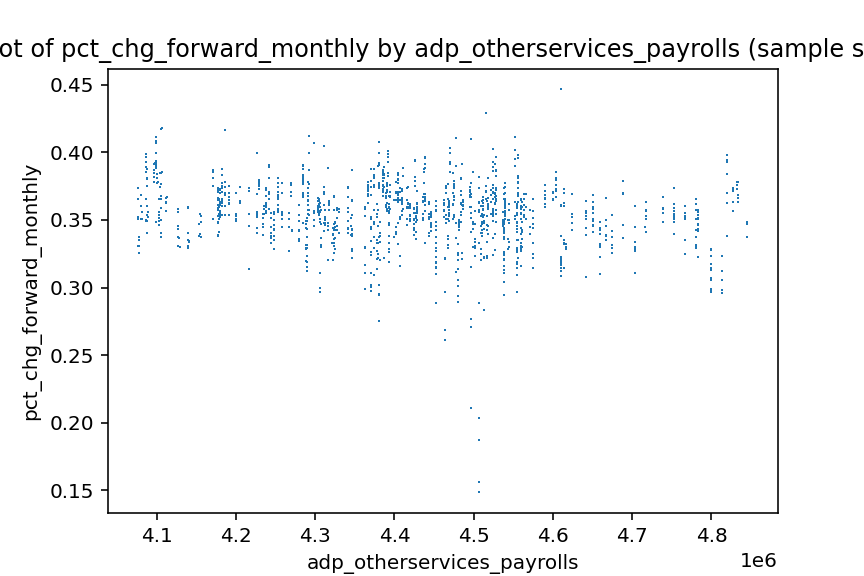 ot of pct_chg_forward_monthly by adp_otherservices_payrolls (sample s
0.45
0.40
0.35
0.30
0.25
0.20
0.15
pct_chg_forward_monthly
4.1 4.2 4.3 4.4 4.5 4.6 4.7 4.8
1e6
adp_otherservices_payrolls